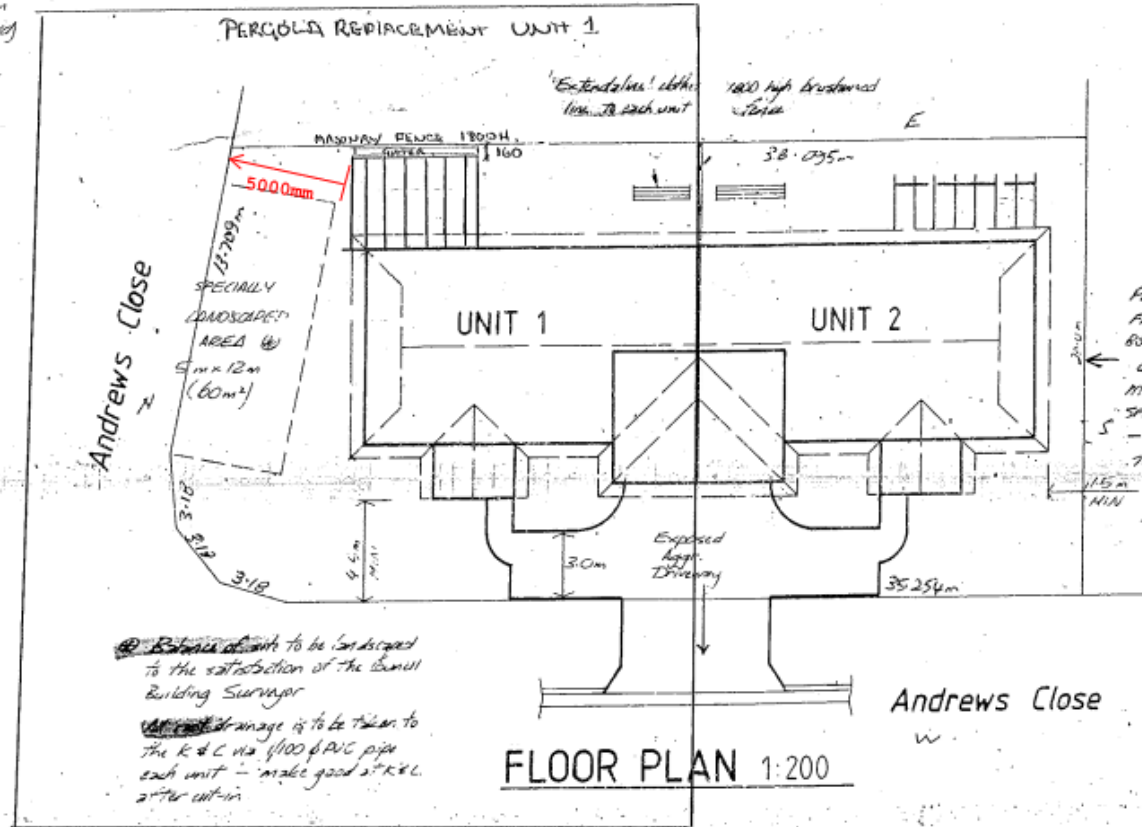 PERGOLA REPLACEMENT UNIT 1
'Extendaline' clothes
line to each unit
1800 high brushwood
fence
E
MASONRY FENCE 1800H.
160
38.095m
5000mm
13.709m
SPECIALLY
LANDSCAPED
AREA
5m x 12m
(60m²)
Andrews Close
N
UNIT 1
UNIT 2
S
1.5m
MIN
3.18
3.18
3.18
4.5m
MIN
3.0m
Exposed
Aggr.
Driveway
35.254m
Balance of site to be landscaped
to the satisfaction of the Council
Building Surveyor
drainage is to be taken to
the K & C via 1/100 ϕ PVC pipe
each unit – make good at K & C
after cut-in
Andrews Close
W
FLOOR PLAN 1:200